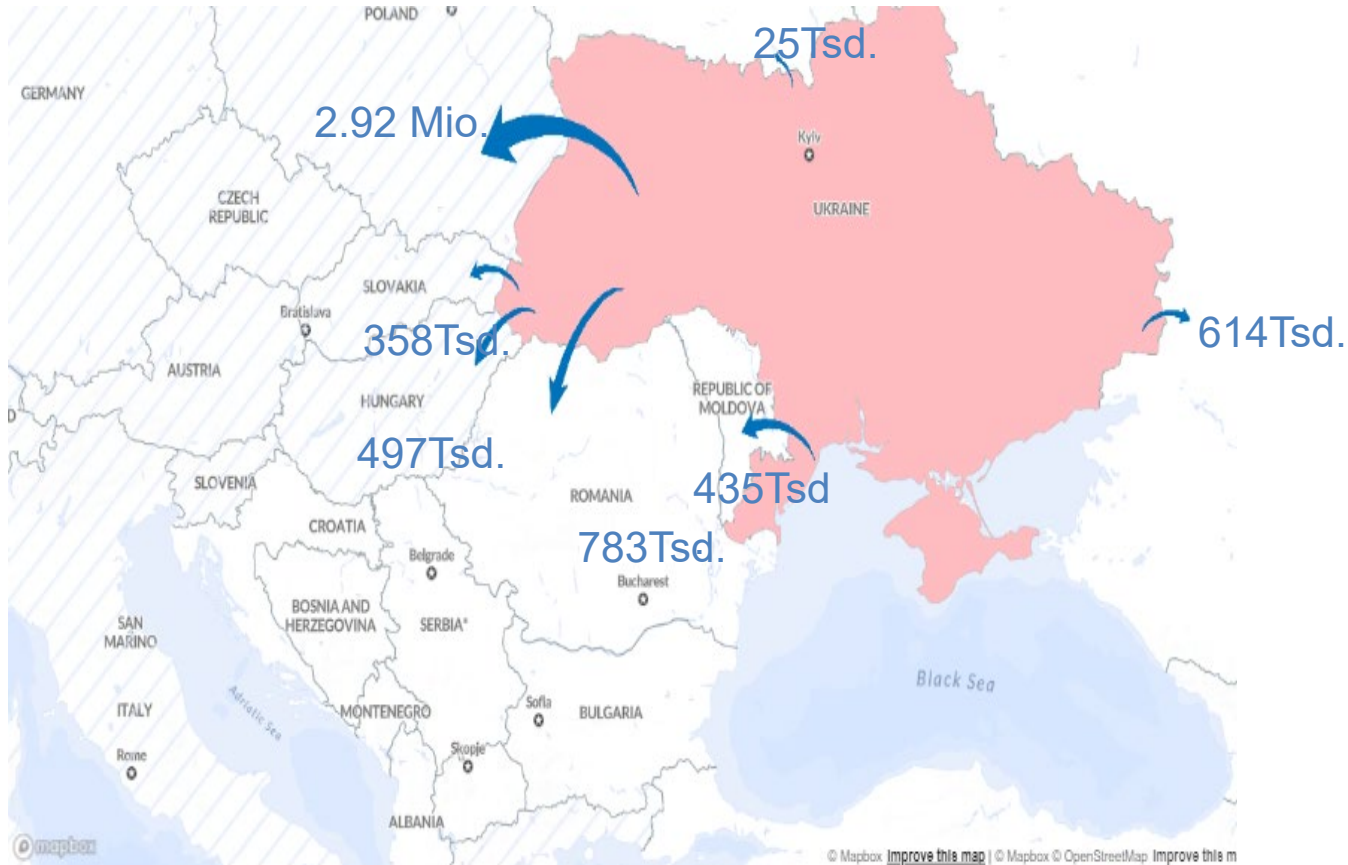 POLAND
25Tsd.
GERMANY
2.92 Mio.
Kyiv
CZECH
REPUBLIC
UKRAINE
SLOVAKIA
Bratislava
358Tsd.
614Tsd.
AUSTRIA
HUNGARY
REPUBLIC OF
MOLDOVA
497Tsd.
SLOVENIA
ROMANIA
435Tsd
CROATIA
783Tsd.
Belgrade
Bucharest
BOSNIA AND
HERZEGOVINA
SERBIA*
SAN
MARINO
Black Sea
ITALY
Adriatic Sea
MONTENEGRO
Sofia
BULGARIA
Rome
Skopje
ALBANIA
mapbox
© Mapbox Improve this map | © Mapbox © OpenStreetMap Improve this m